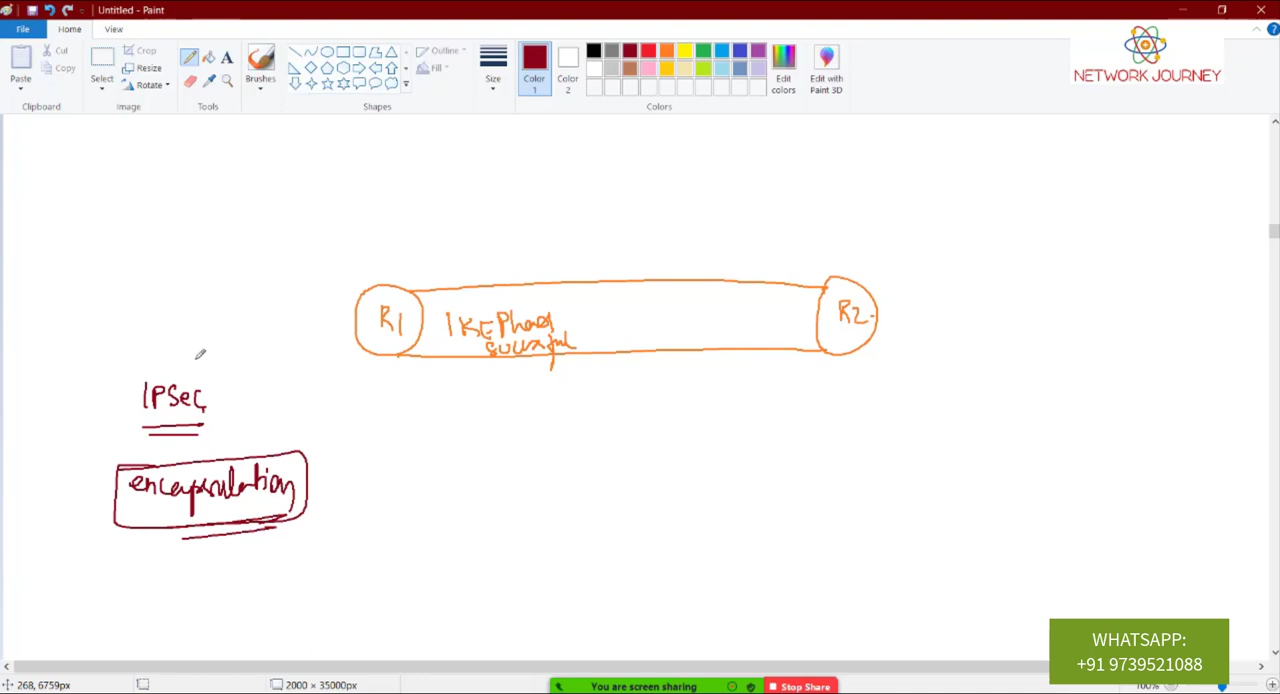 Untitled - Paint
File
Home
View
Paste
Cut
Copy
Clipboard
Select
Crop
Resize
Rotate
Image
Tools
Brushes
Shapes
Outline
Fill
Size
Color
1
Color
2
Edit
colors
Edit with
Paint 3D
Colors
NETWORK JOURNEY
R1
IKE Phase1
R2
IPSec
encapsulation
WHATSAPP:
+91 9739521088
268, 6759px
2000 × 35000px
You are screen sharing
Stop Share
100%